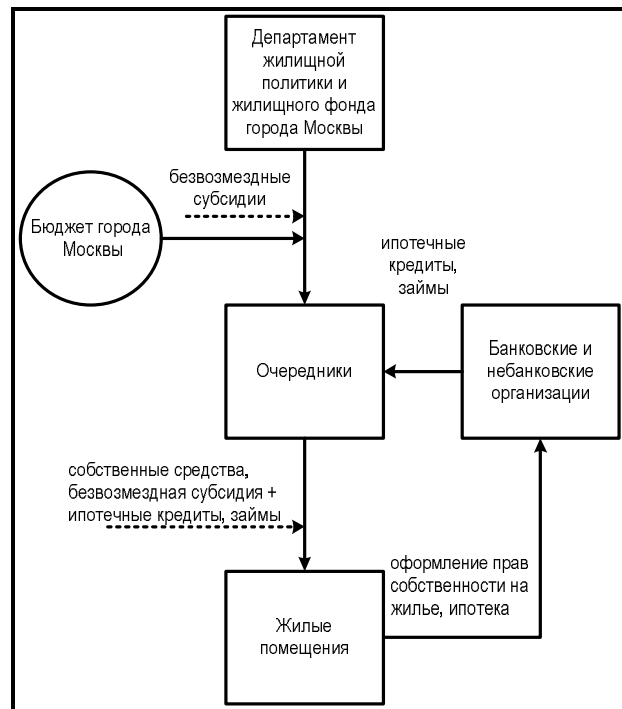 Департамент
жилищной
политики и
жилищного фонда
города Москвы
безвозмездные
субсидии
Бюджет города
Москвы
ипотечные
кредиты,
займы
Очередники
Банковские и
небанковские
организации
собственные средства,
безвозмездная субсидия +
ипотечные кредиты, займы
оформление прав
собственности на
жилье, ипотека
Жилые
помещения